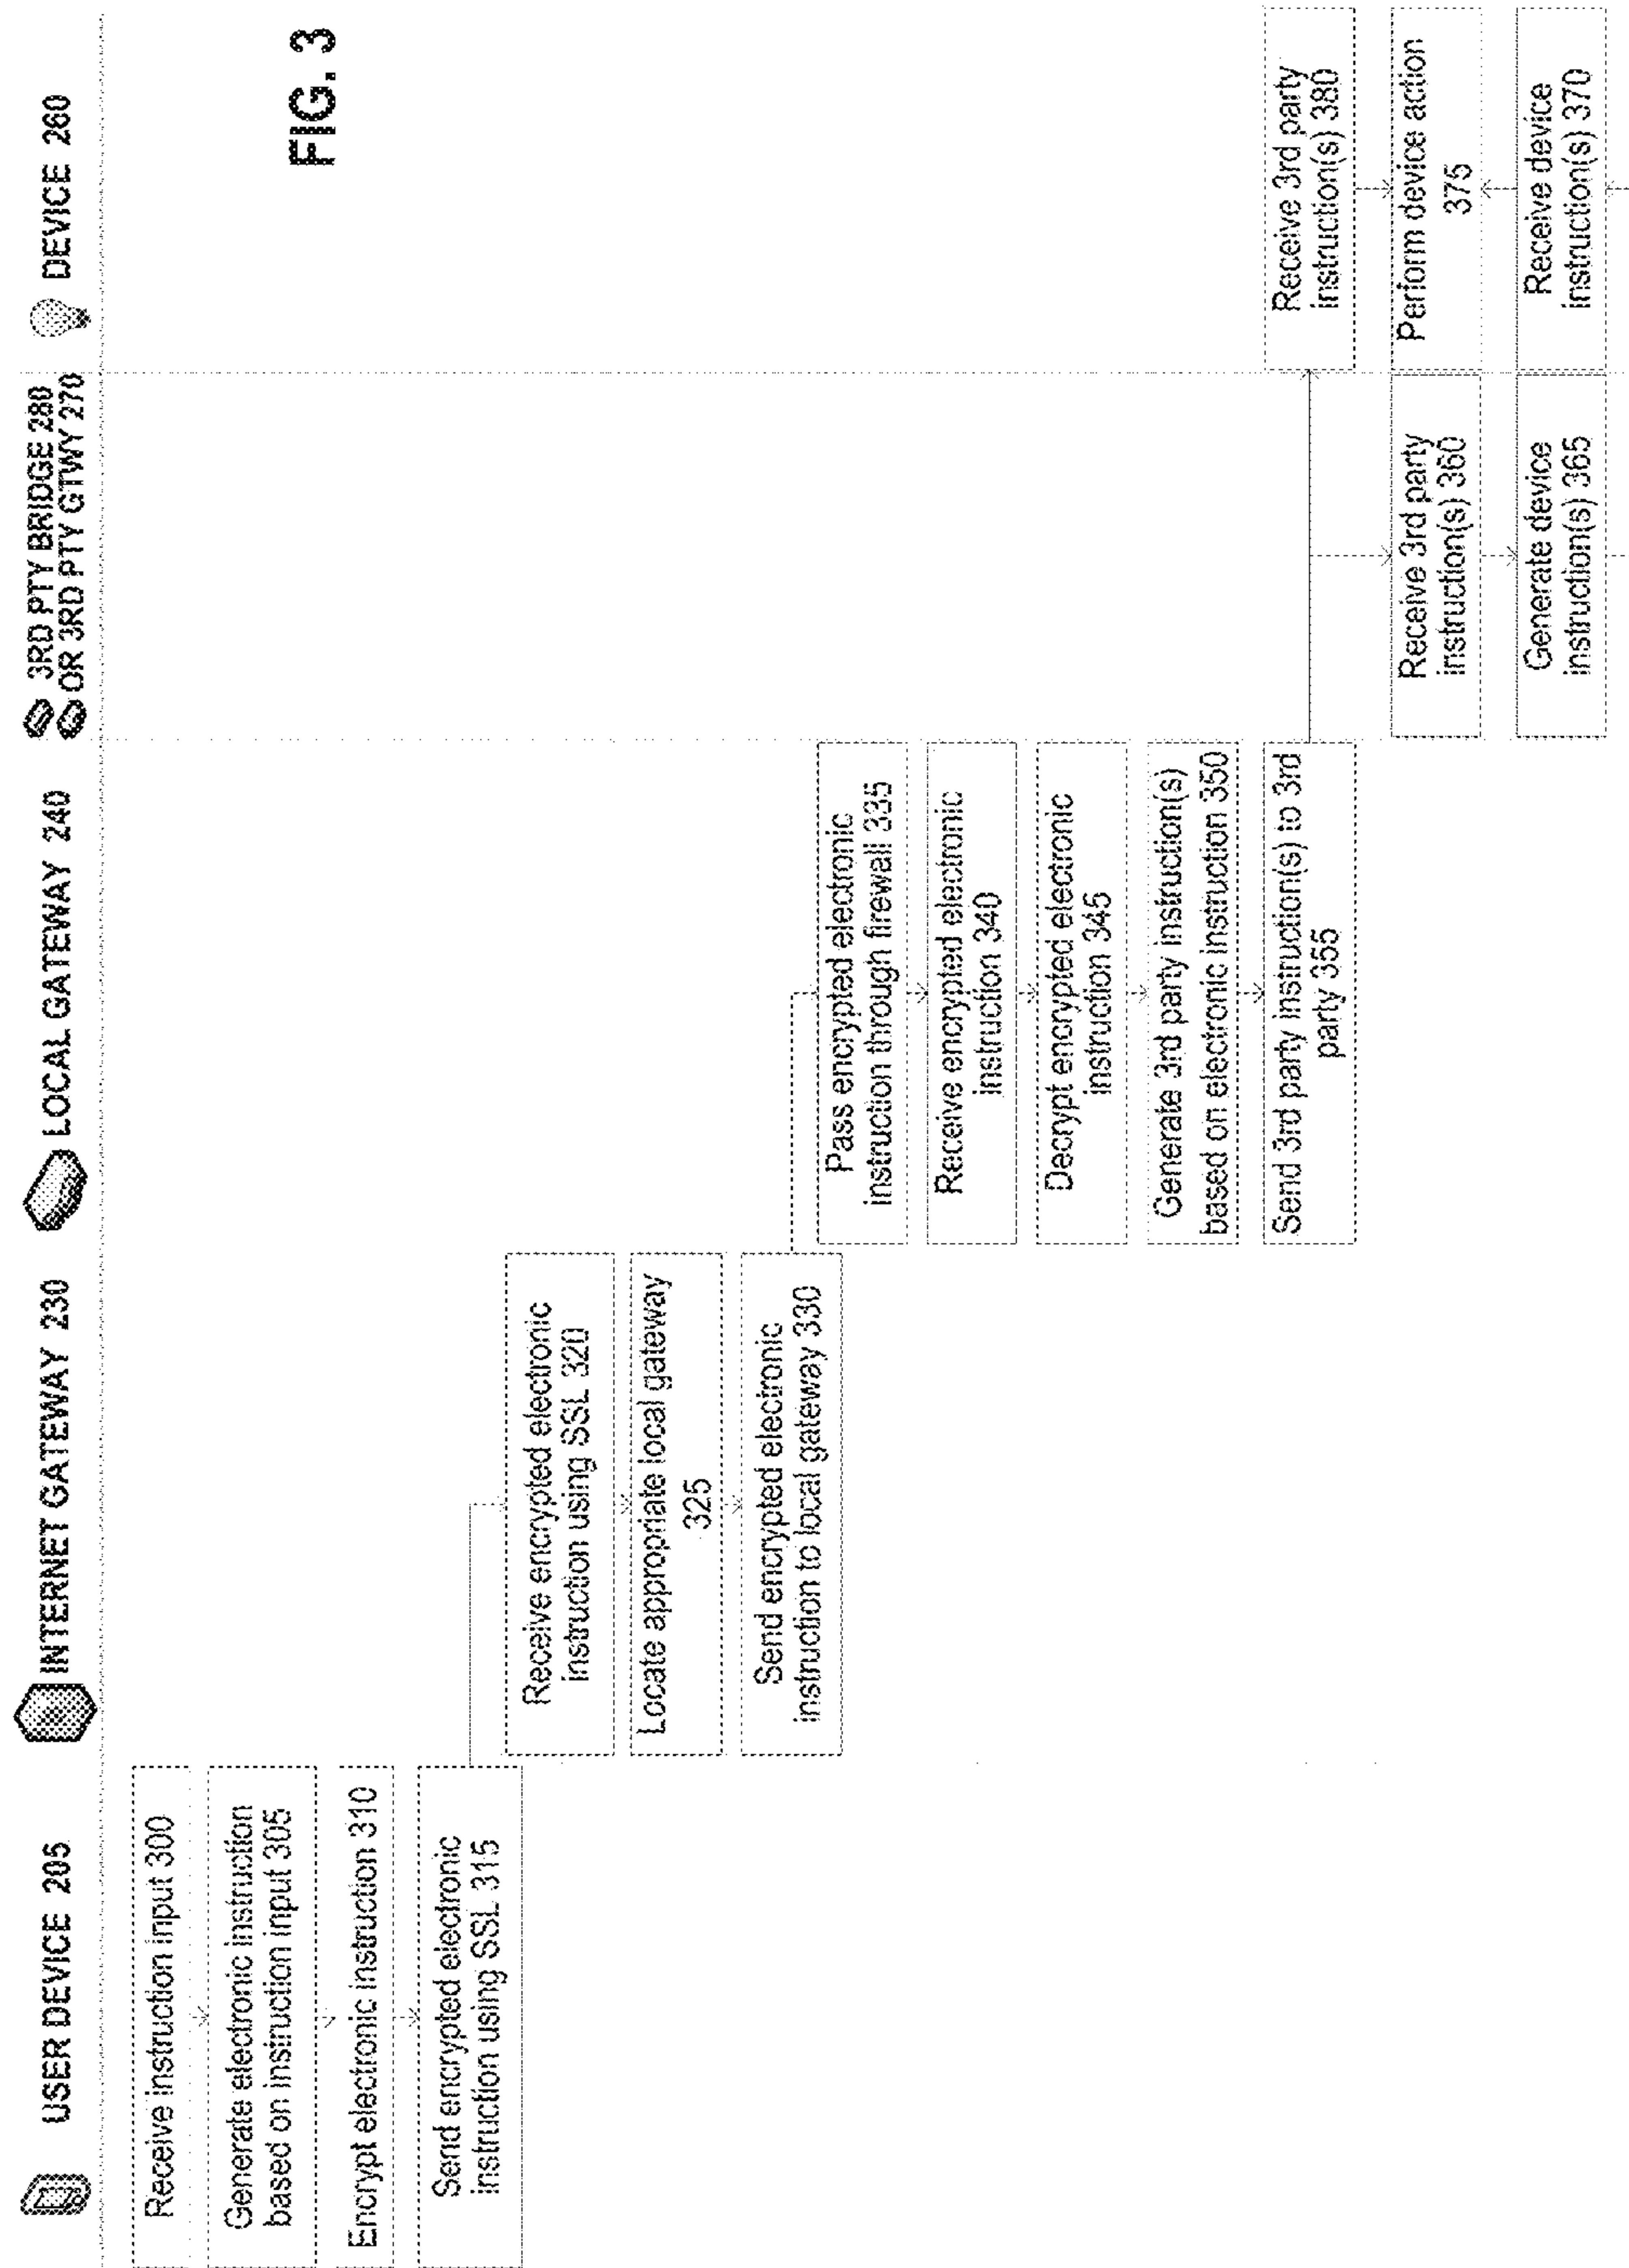 USER DEVICE 205
INTERNET GATEWAY 230
LOCAL GATEWAY 240
3RD PTY BRIDGE 280
OR 3RD PTY GTWY 270
DEVICE 260
FIG. 3
Receive instruction input 300
Generate electronic instruction
based on instruction input 305
Encrypt electronic instruction 310
Send encrypted electronic
instruction using SSL 315
Receive encrypted electronic
instruction using SSL 320
Locate appropriate local gateway
325
Send encrypted electronic
instruction to local gateway 330
Pass encrypted electronic
instruction through firewall 335
Receive encrypted electronic
instruction 340
Decrypt encrypted electronic
instruction 345
Generate 3rd party instruction(s)
based on electronic instruction 350
Send 3rd party instruction(s) to 3rd
party 355
Receive 3rd party
instruction(s) 360
Generate device
instruction(s) 365
Receive 3rd party
instruction(s) 380
Perform device action
375
Receive device
instruction(s) 370